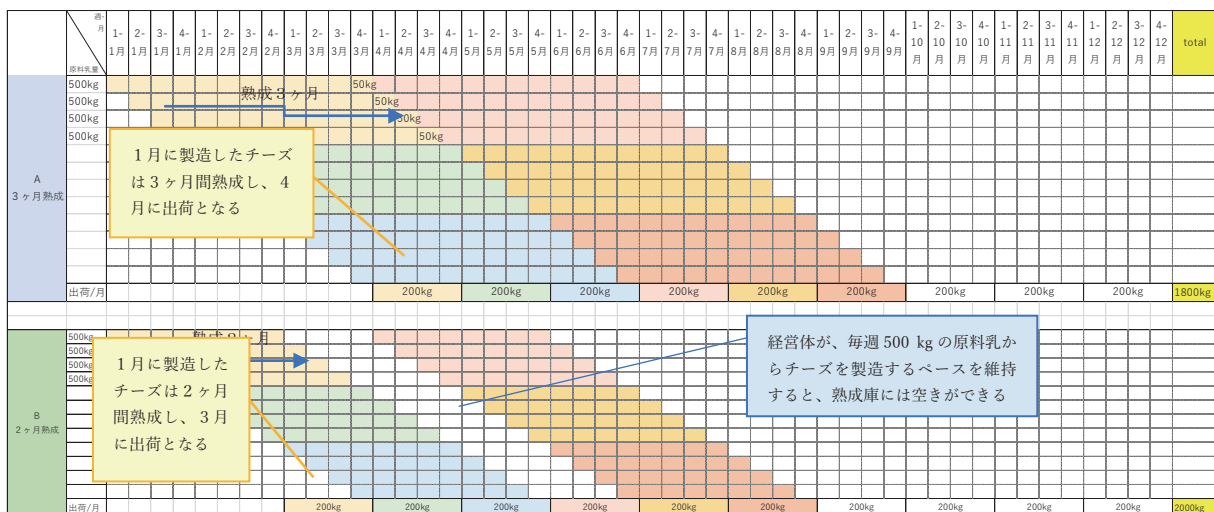 週-月
原料乳量
1-1月 2-1月 3-1月 4-1月 1-2月 2-2月 3-2月 4-2月 1-3月 2-3月 3-3月 4-3月 1-4月 2-4月 3-4月 4-4月 1-5月 2-5月 3-5月 4-5月 1-6月 2-6月 3-6月 4-6月 1-7月 2-7月 3-7月 4-7月 1-8月 2-8月 3-8月 4-8月 1-9月 2-9月 3-9月 4-9月 1-10月 2-10月 3-10月 4-10月 1-11月 2-11月 3-11月 4-11月 1-12月 2-12月 3-12月 4-12月 total
A
3ヶ月熟成
500kg 50kg
熟成3ヶ月
500kg 50kg
500kg 50kg
500kg 50kg
1月に製造したチーズ
は3ヶ月間熟成し、4
月に出荷となる
出荷/月 200kg 200kg 200kg 200kg 200kg 200kg 200kg 200kg 200kg 1800kg
B
2ヶ月熟成
500kg
500kg
500kg
500kg
1月に製造した
チーズは2ヶ月
間熟成し、3月
に出荷となる
経営体が、毎週500 kgの原料乳か
らチーズを製造するペースを維持
すると、熟成庫には空きができる
出荷/月 200kg 200kg 200kg 200kg 200kg 200kg 200kg 200kg 200kg 200kg 2000kg